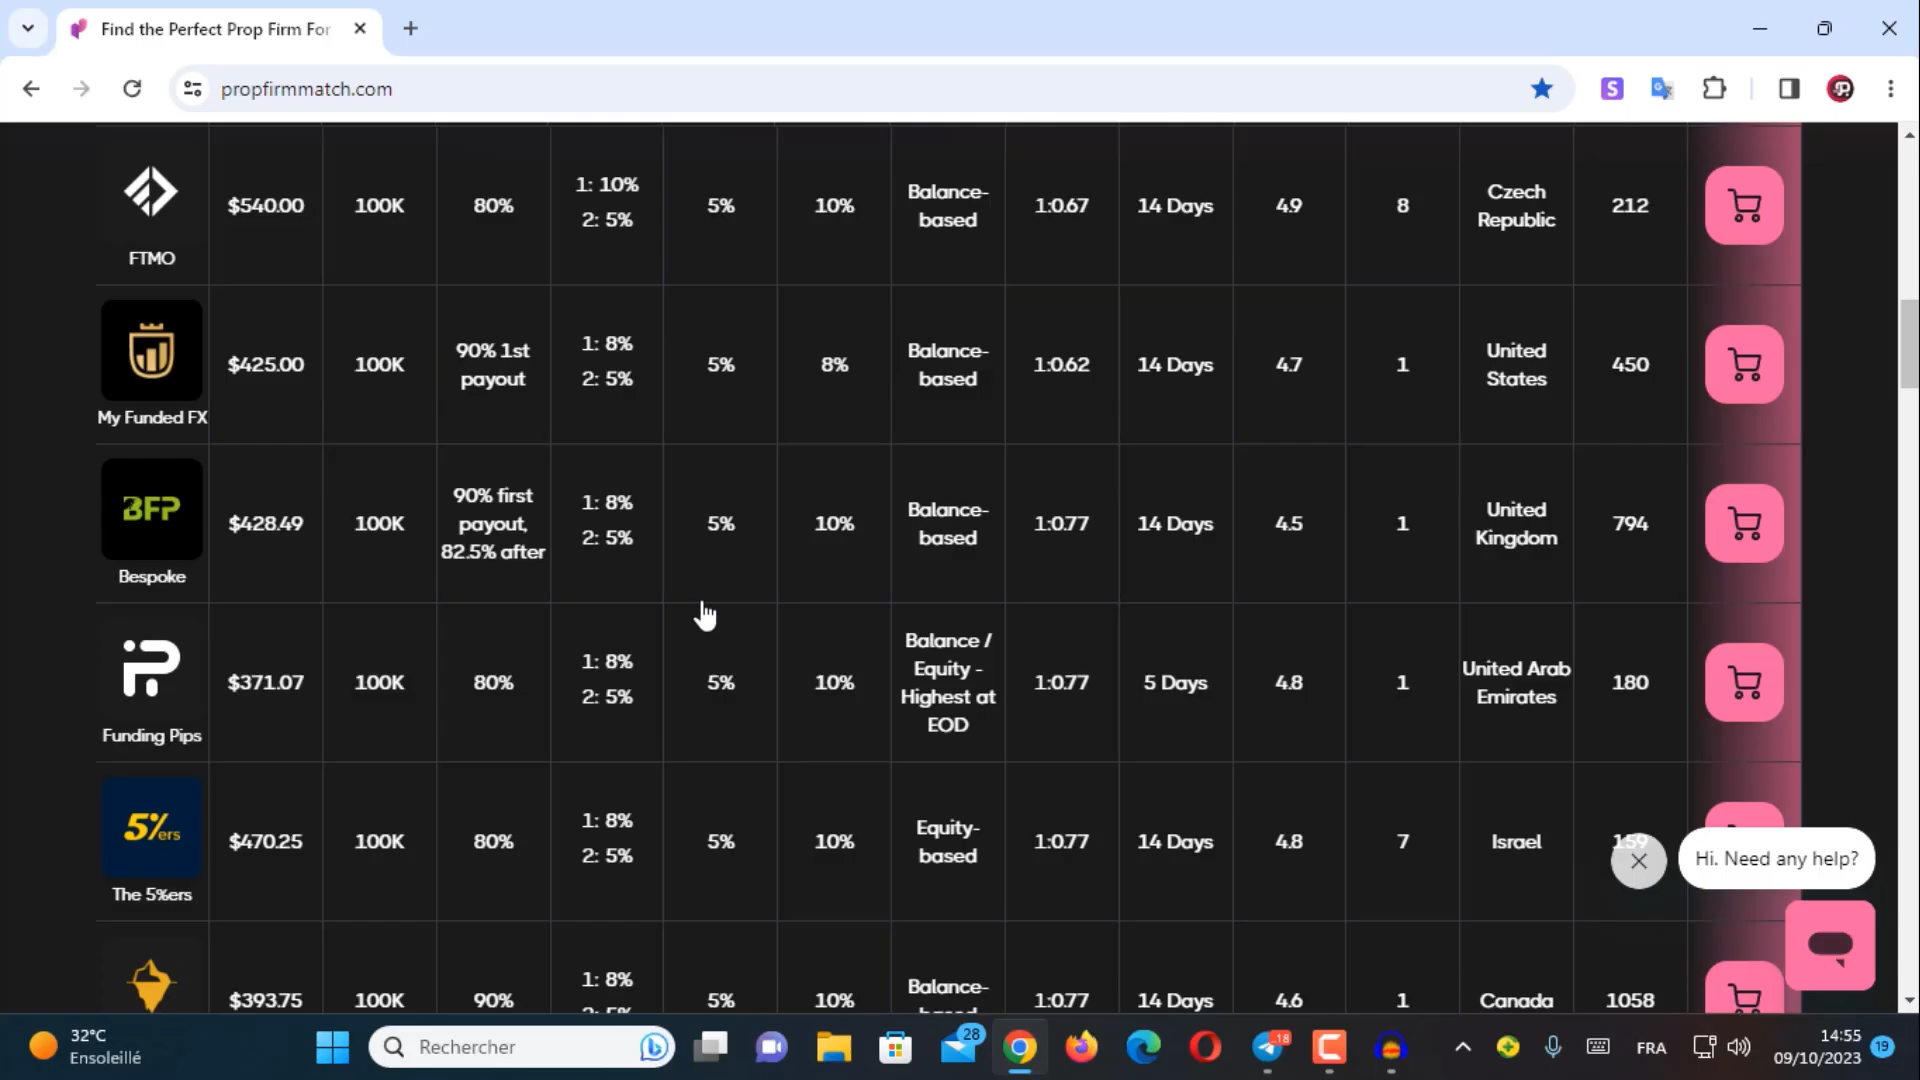 Find the Perfect Prop Firm For
propfirmmatch.com
FTMO
$540.00
100K
80%
1: 10%
2: 5%
5%
10%
Balance-
based
1:0.67
14 Days
4.9
8
Czech
Republic
212
My Funded FX
$425.00
100K
90% 1st
payout
1: 8%
2: 5%
5%
8%
Balance-
based
1:0.62
14 Days
4.7
1
United
States
450
BFP
Bespoke
$428.49
100K
90% first
payout,
82.5% after
1: 8%
2: 5%
5%
10%
Balance-
based
1:0.77
14 Days
4.5
1
United
Kingdom
794
Funding Pips
$371.07
100K
80%
1: 8%
2: 5%
5%
10%
Balance /
Equity -
Highest at
EOD
1:0.77
5 Days
4.8
1
United Arab
Emirates
180
5%ers
The 5%ers
$470.25
100K
80%
1: 8%
2: 5%
5%
10%
Equity-
based
1:0.77
14 Days
4.8
7
Israel
159
Hi. Need any help?
$393.75
100K
90%
1: 8%
2: 5%
5%
10%
Balance-
based
1:0.77
14 Days
4.6
1
Canada
1058
32°C
Ensoleillé
Rechercher
28
18
FRA
14:55
09/10/2023
19